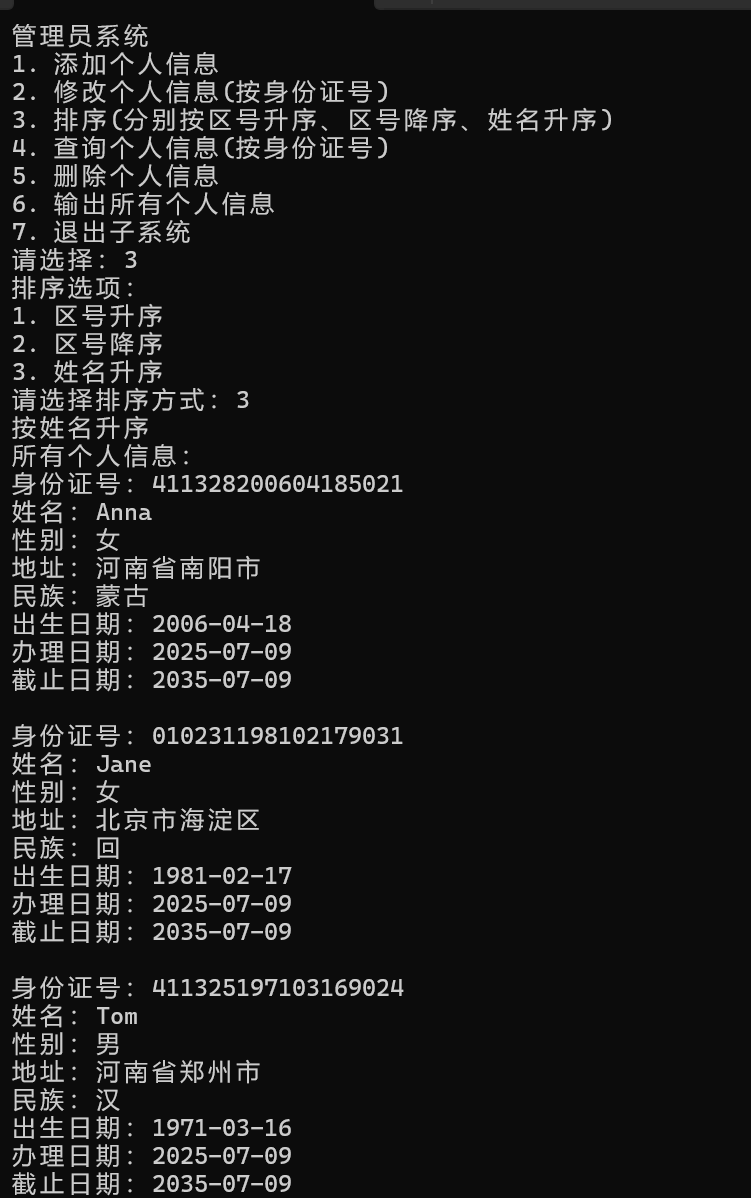 管理员系统
1. 添加个人信息
2. 修改个人信息(按身份证号)
3. 排序(分别按区号升序、区号降序、姓名升序)
4. 查询个人信息(按身份证号)
5. 删除个人信息
6. 输出所有个人信息
7. 退出子系统
请选择: 3
排序选项:
1. 区号升序
2. 区号降序
3. 姓名升序
请选择排序方式: 3
按姓名升序
所有个人信息:
身份证号: 411328200604185021
姓名: Anna
性别: 女
地址: 河南省南阳市
民族: 蒙古
出生日期: 2006-04-18
办理日期: 2025-07-09
截止日期: 2035-07-09

身份证号: 010231198102179031
姓名: Jane
性别: 女
地址: 北京市海淀区
民族: 回
出生日期: 1981-02-17
办理日期: 2025-07-09
截止日期: 2035-07-09

身份证号: 411325197103169024
姓名: Tom
性别: 男
地址: 河南省郑州市
民族: 汉
出生日期: 1971-03-16
办理日期: 2025-07-09
截止日期: 2035-07-09